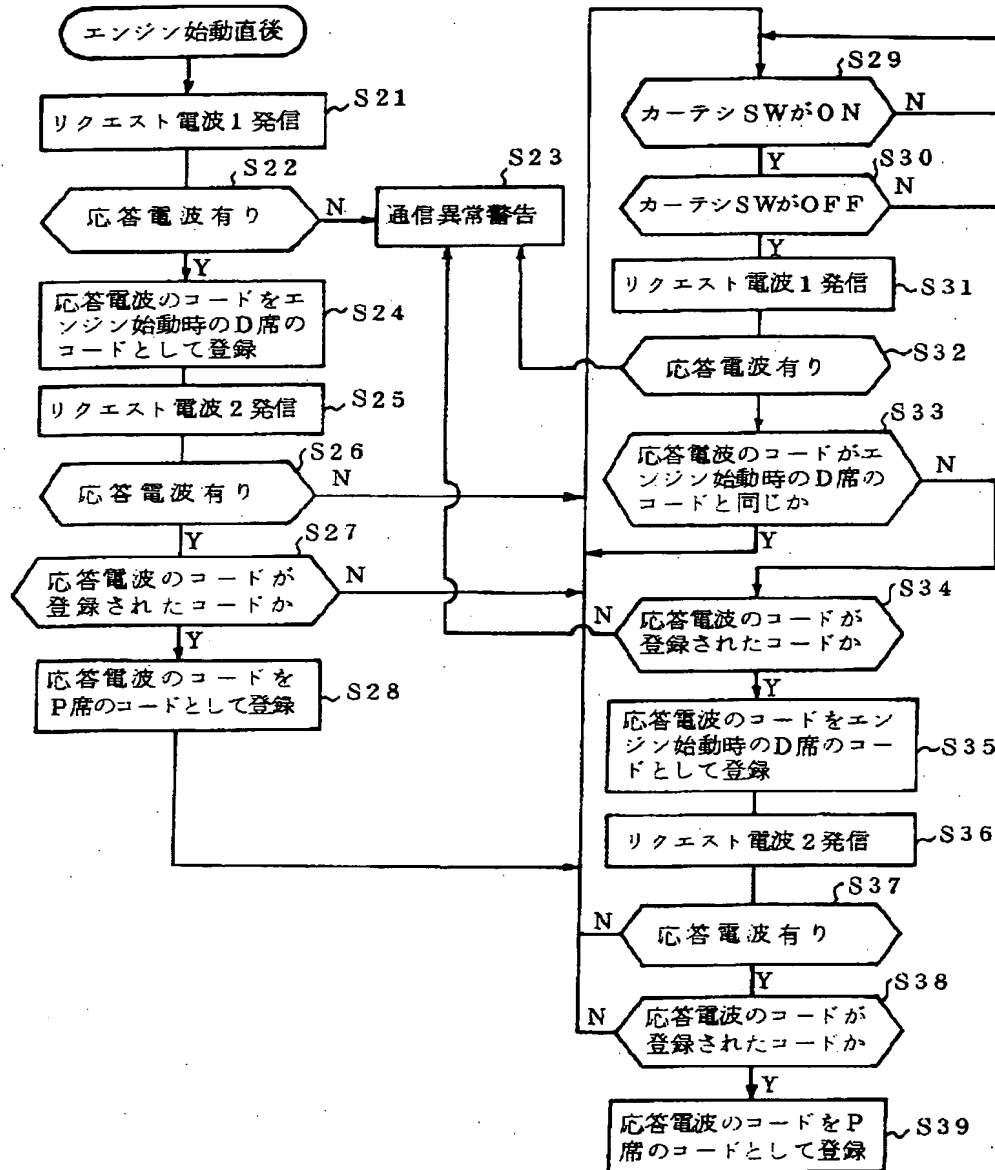 エンジン始動直後
S21
リクエスト電波1発信
S22
応答電波有り
N
Y
S23
通信異常警告
応答電波のコードをエ
ンジン始動時のD席の
コードとして登録
S24
リクエスト電波2発信
S25
S26
応答電波有り
N
Y
S27
応答電波のコードが
登録されたコードか
N
Y
応答電波のコードを
P席のコードとして登録
S28
S29
カーテシSWがON
N
Y
S30
カーテシSWがOFF
N
Y
リクエスト電波1発信
S31
応答電波有り
S32
S33
応答電波のコードがエ
ンジン始動時のD席の
コードと同じか
N
Y
S34
応答電波のコードが
登録されたコードか
N
Y
応答電波のコードをエン
ジン始動時のD席のコー
ドとして登録
S35
リクエスト電波2発信
S36
S37
応答電波有り
N
Y
S38
応答電波のコードが
登録されたコードか
N
Y
応答電波のコードをP
席のコードとして登録
S39